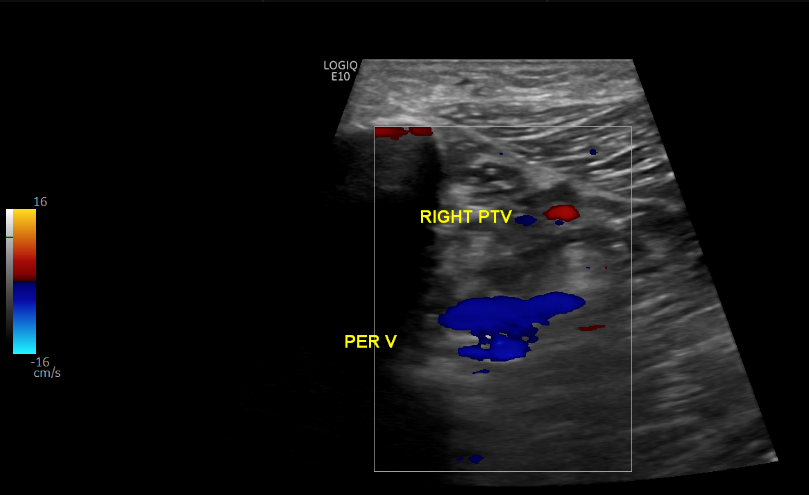 LOGIQ
E10
16
RIGHT PTV
PER V
-16
cm/s